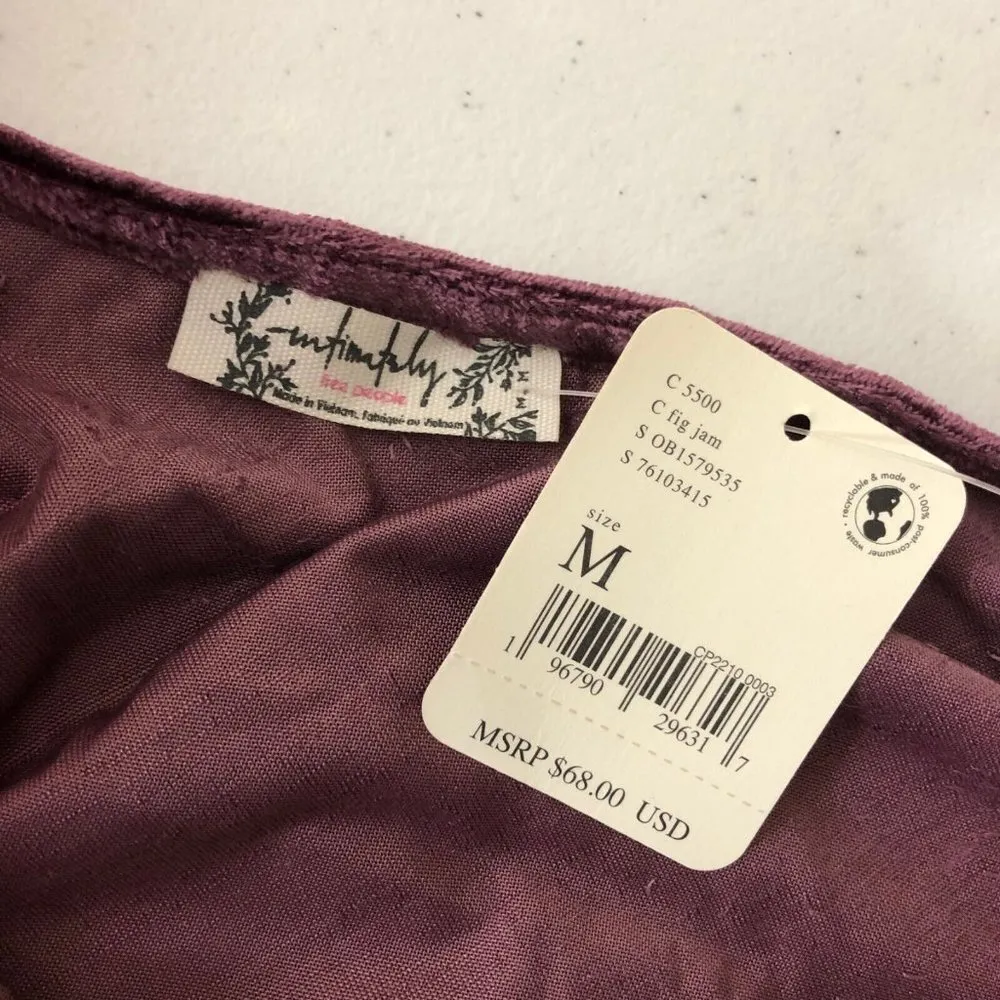 intimately
free people
Made in Vietnam. Fabriqué au Vietnam
M. M
C 5500
C fig jam
S OB1579535
S 76103415
recyclable & made of 100% post-consumer waste
size
M
CP2210 0003
1 96790 29631 7
MSRP $68.00 USD